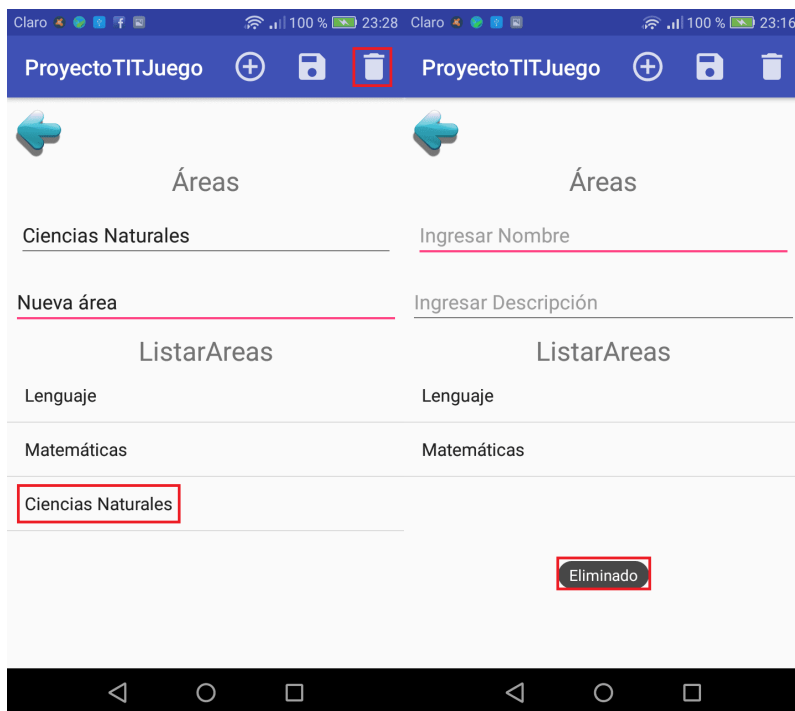 Claro 100 % 23:28
ProyectoTITJuego
Áreas
Ciencias Naturales
Nueva área
ListarAreas
Lenguaje
Matemáticas
Ciencias Naturales
Claro 100 % 23:16
ProyectoTITJuego
Áreas
Ingresar Nombre
Ingresar Descripción
ListarAreas
Lenguaje
Matemáticas
Eliminado